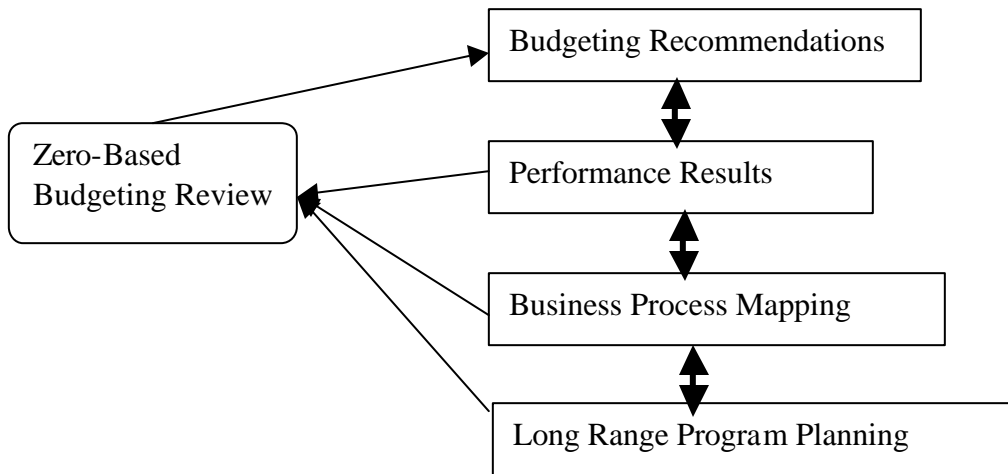 Budgeting Recommendations
Zero-Based
Budgeting Review
Performance Results
Business Process Mapping
Long Range Program Planning